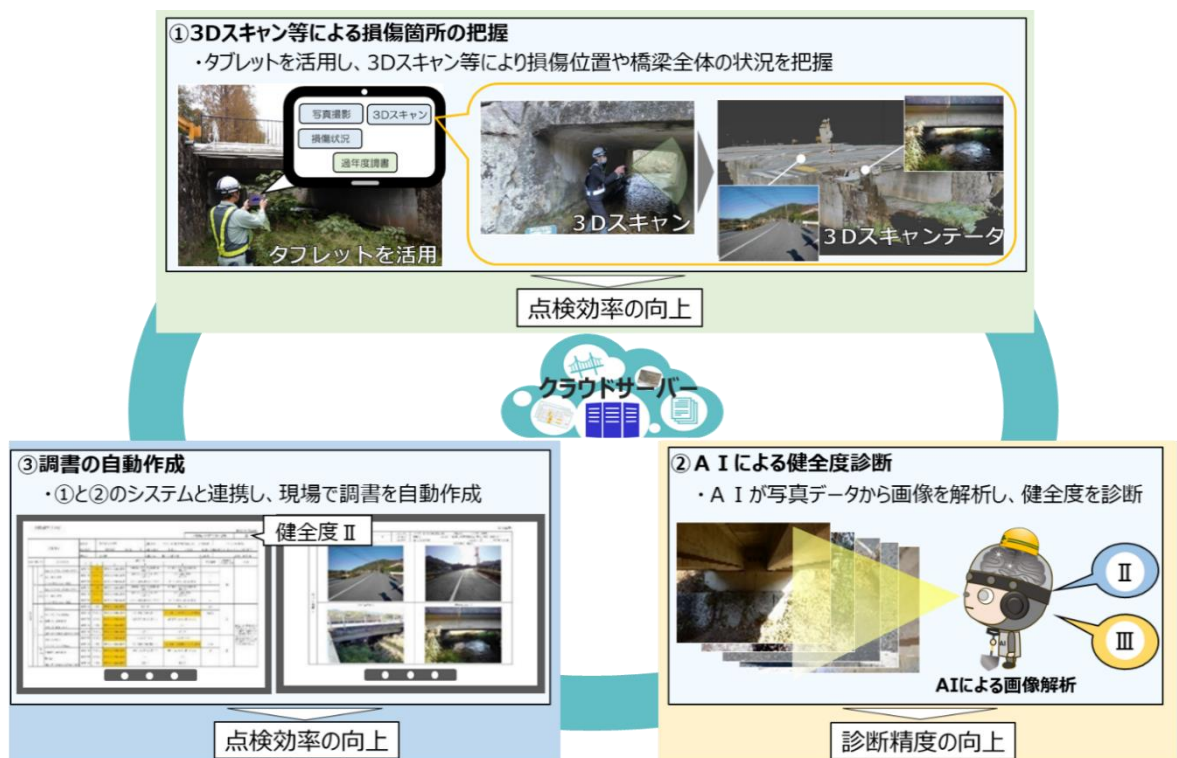 ①3Dスキャン等による損傷箇所の把握
・タブレットを活用し、3Dスキャン等により損傷位置や橋梁全体の状況を把握
写真撮影
3Dスキャン
損傷状況
過年度調書
タブレットを活用
3Dスキャン
3Dスキャンデータ
点検効率の向上
クラウドサーバー
③調書の自動作成
・①と②のシステムと連携し、現場で調書を自動作成
健全度Ⅱ
点検効率の向上
②AIによる健全度診断
・AIが写真データから画像を解析し、健全度を診断
Ⅱ
Ⅲ
AIによる画像解析
診断精度の向上